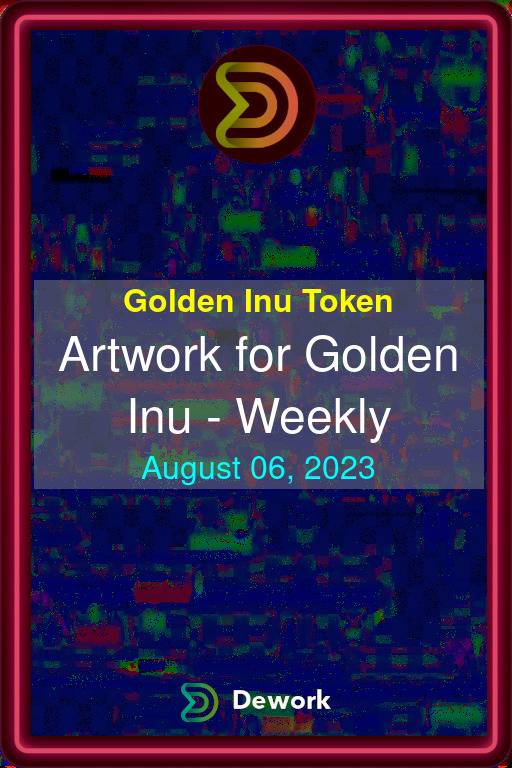 Golden Inu Token
Artwork for Golden
Inu - Weekly
August 06, 2023
Dework